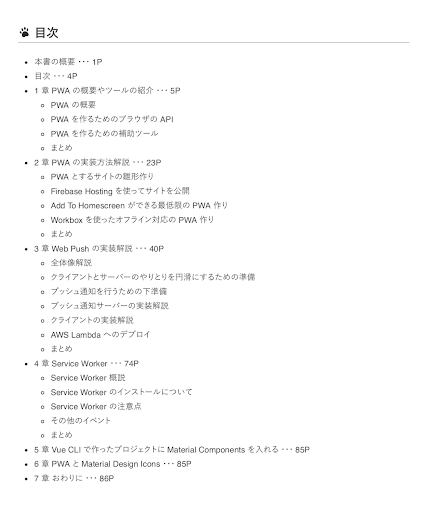 目次
本書の概要 ･･･ 1P
目次 ･･･ 4P
1 章 PWA の概要やツールの紹介 ･･･ 5P
PWA の概要
PWA を作るためのブラウザの API
PWA を作るための補助ツール
まとめ
2 章 PWA の実装方法解説 ･･･ 23P
PWA とするサイトの雛形作り
Firebase Hosting を使ってサイトを公開
Add To Homescreen ができる最低限の PWA 作り
Workbox を使ったオフライン対応の PWA 作り
まとめ
3 章 Web Push の実装解説 ･･･ 40P
全体像解説
クライアントとサーバーのやりとりを円滑にするための準備
プッシュ通知を行うための下準備
プッシュ通知サーバーの実装解説
クライアントの実装解説
AWS Lambda へのデプロイ
まとめ
4 章 Service Worker ･･･ 74P
Service Worker 概説
Service Worker のインストールについて
Service Worker の注意点
その他のイベント
まとめ
5 章 Vue CLI で作ったプロジェクトに Material Components を入れる ･･･ 85P
6 章 PWA と Material Design Icons ･･･ 85P
7 章 おわりに ･･･ 86P